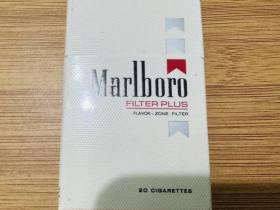 Marlboro
FILTER PLUS
FLAVOR-ZONE FILTER
20 CIGARETTES